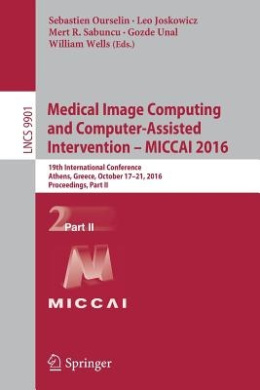 Sebastien Ourselin · Leo Joskowicz
Mert R. Sabuncu · Gozde Unal
William Wells (Eds.)
LNCS 9901
Medical Image Computing
and Computer-Assisted
Intervention – MICCAI 2016
19th International Conference
Athens, Greece, October 17–21, 2016
Proceedings, Part II
2 Part II
MICCAI
Springer